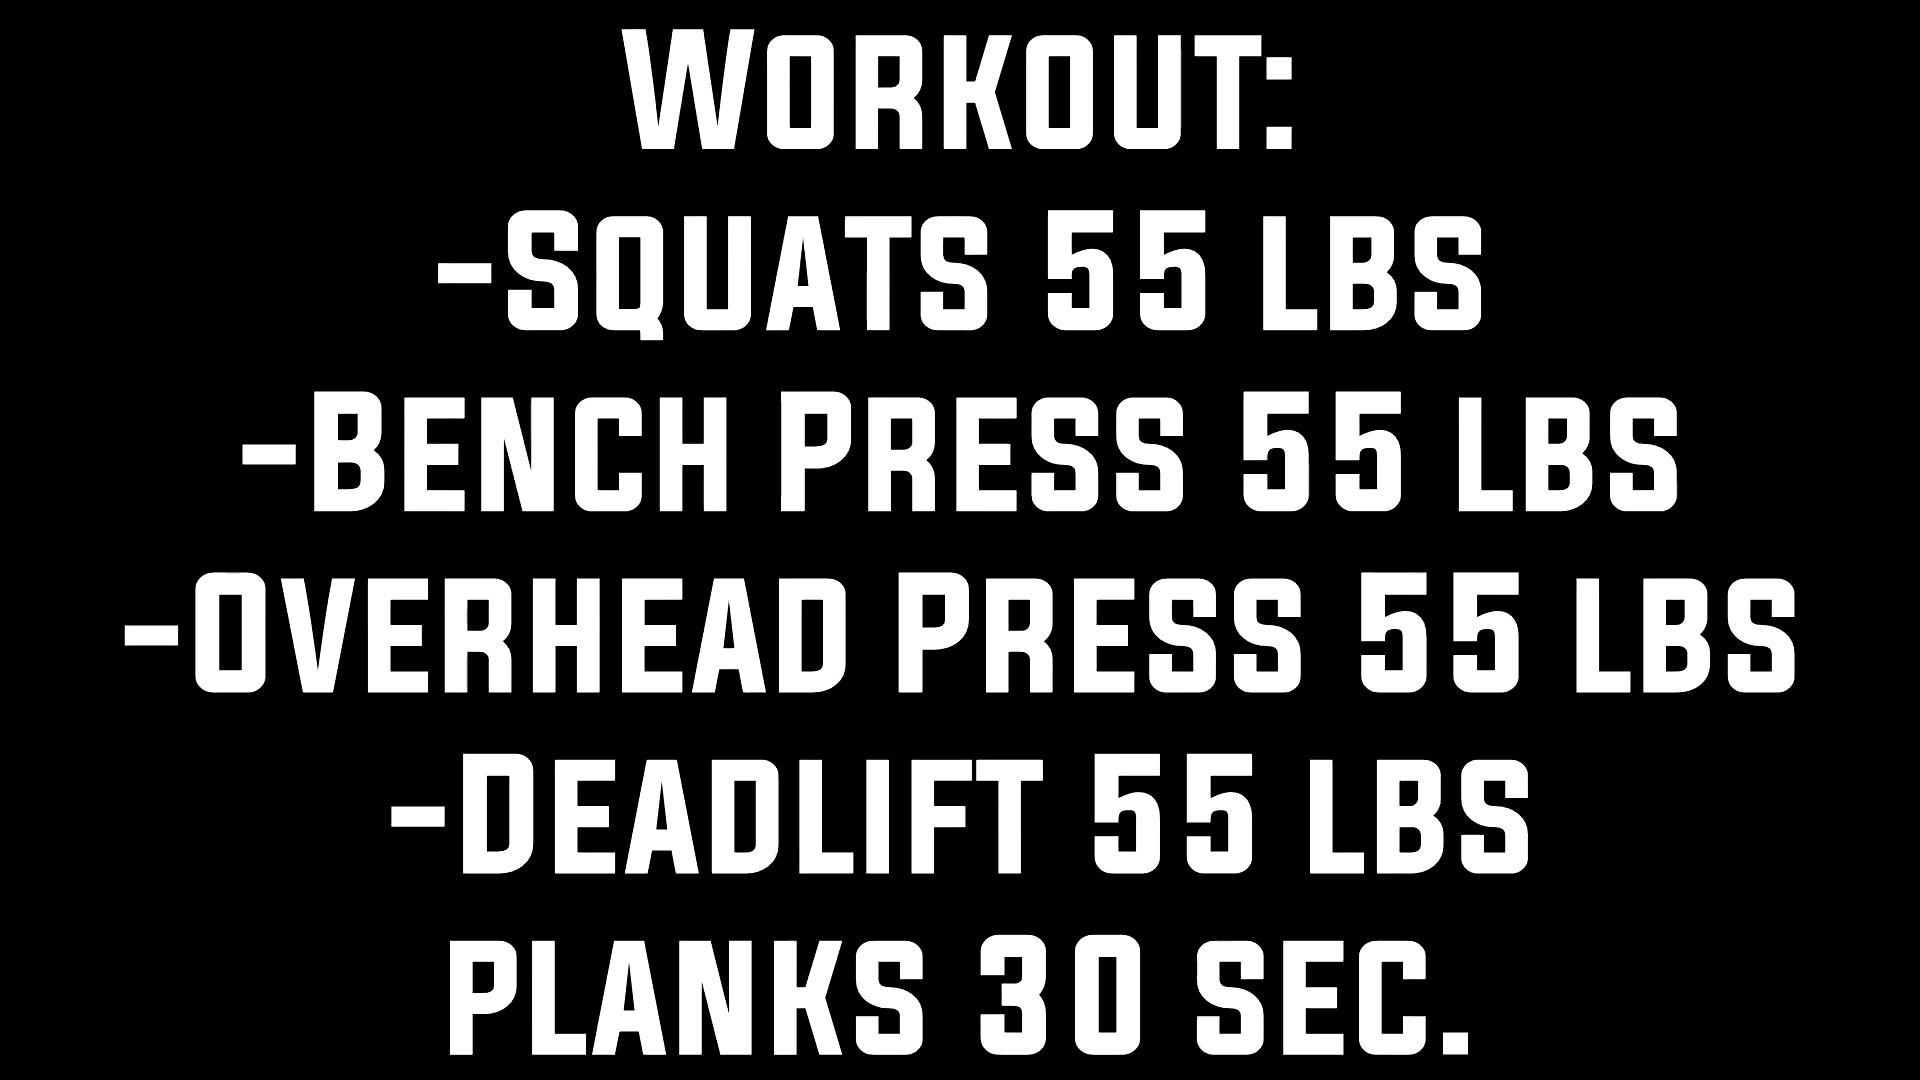 Workout:
-Squats 55 lbs
-Bench Press 55 lbs
-Overhead Press 55 lbs
-Deadlift 55 lbs
planks 30 sec.